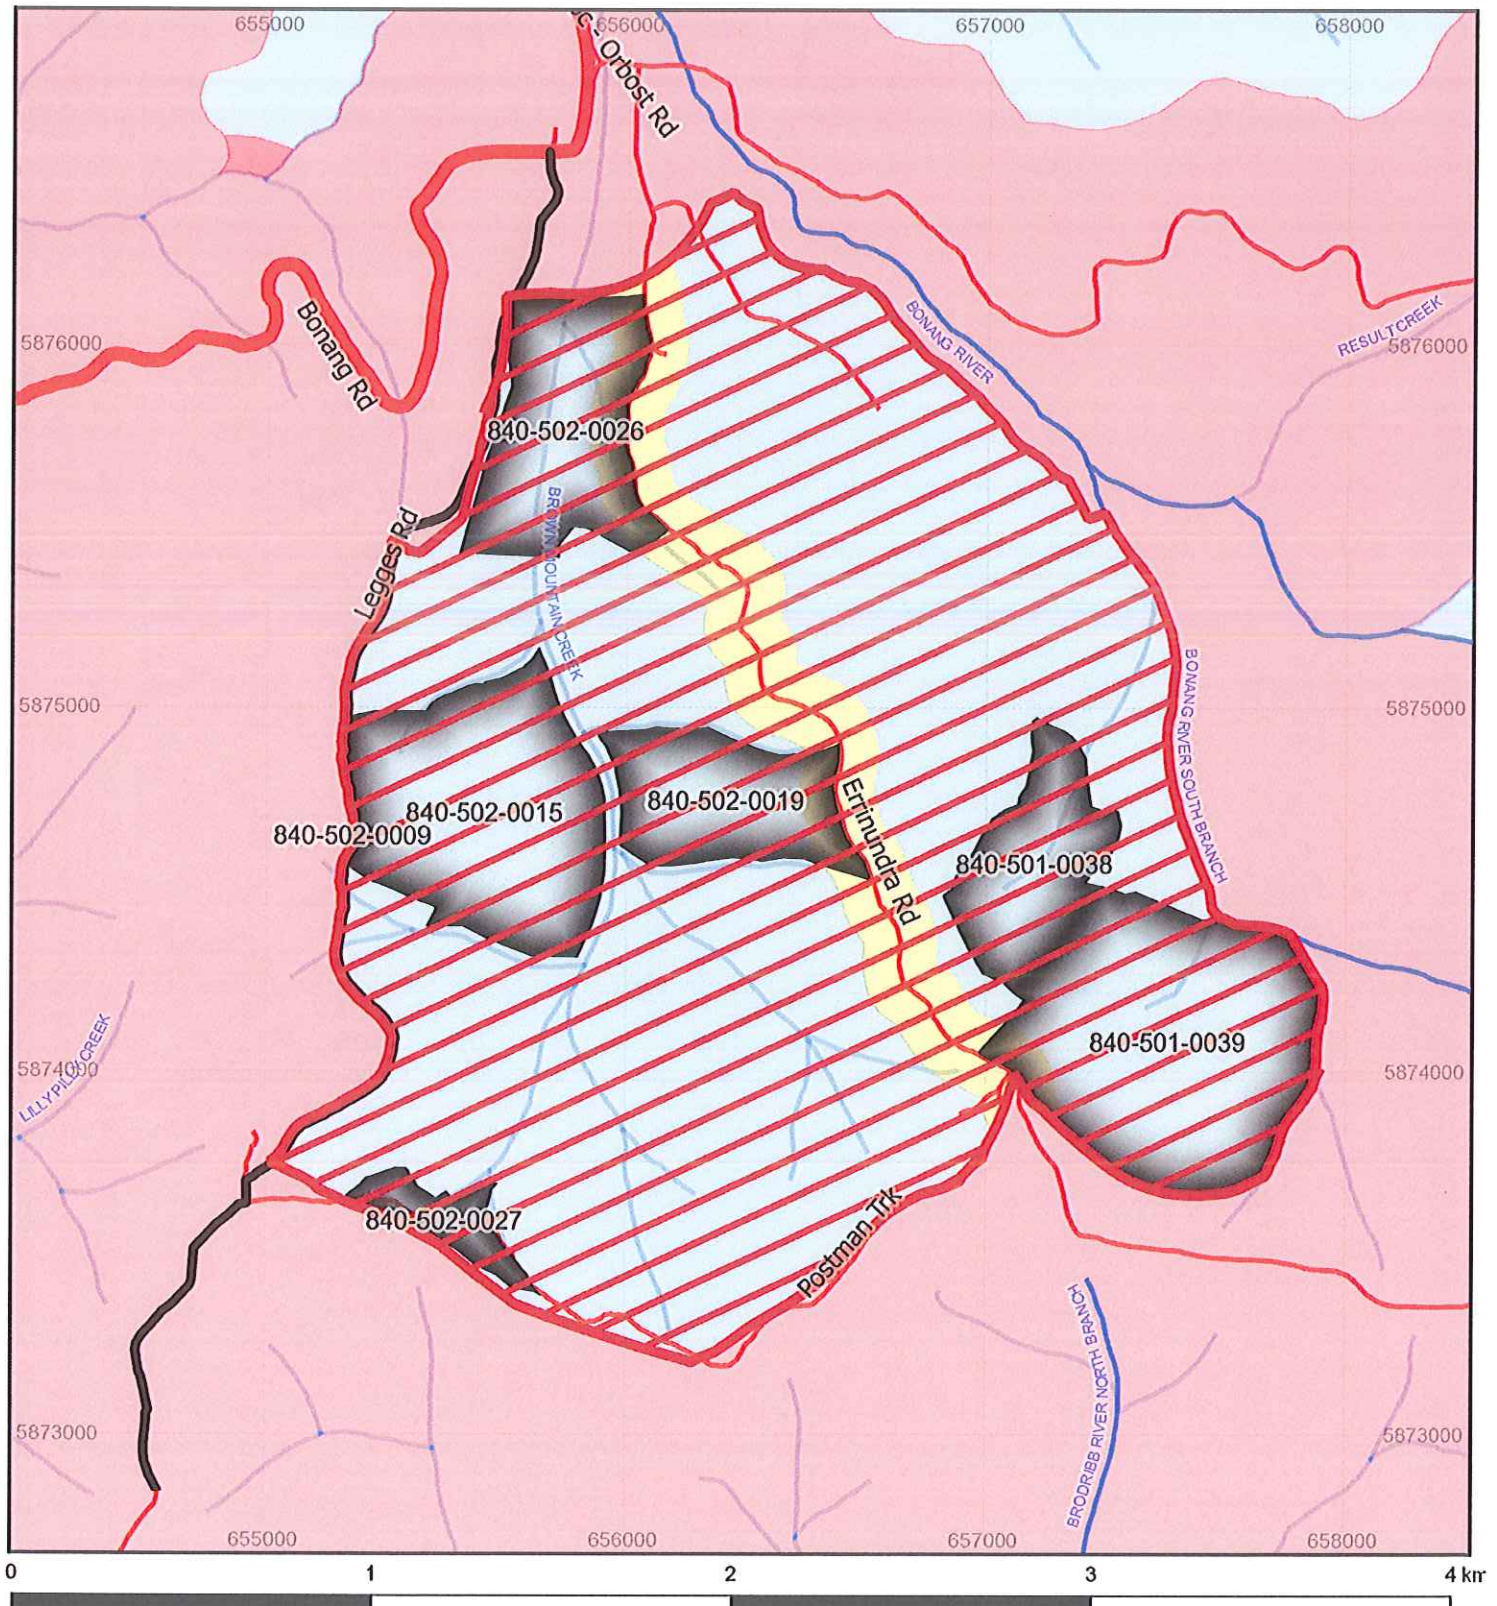 655000 656000 657000 658000
c - Orbost Rd
Bonang Rd
5876000
BONANG RIVER
RESULT CREEK
5876000
840-502-0026
BROWN MOUNTAIN CREEK
Legges Rd
5875000
BONANG RIVER SOUTH BRANCH
5875000
840-502-0015
840-502-0019
840-502-0009
Errinundra Rd
840-501-0038
840-501-0039
LILLY PILLY CREEK
5874000
5874000
840-502-0027
Postman Trk
BRODRIBB RIVER NORTH BRANCH
5873000
5873000
655000 656000 657000 658000
0 1 2 3 4 km